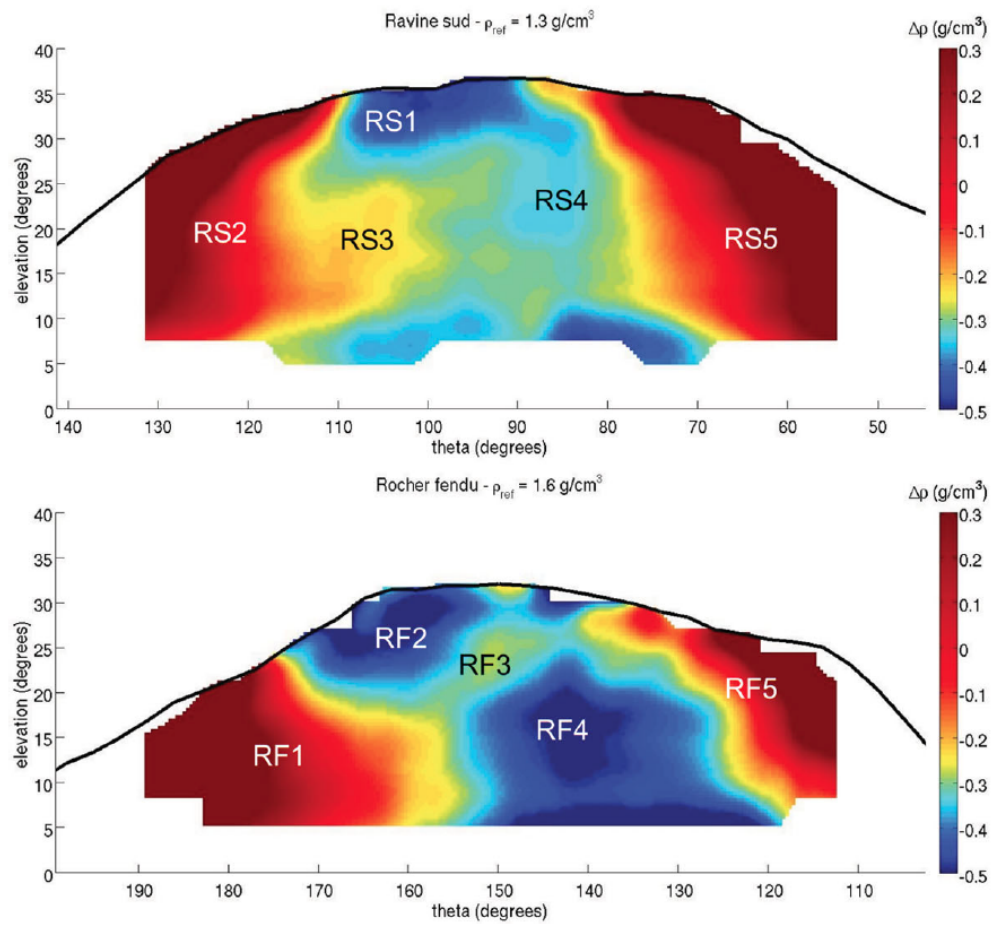 Ravine sud - ρref = 1.3 g/cm³
Δρ (g/cm³)
40
35
30
25
20
15
10
5
0
elevation (degrees)
RS1
RS2
RS3
RS4
RS5
140 130 120 110 100 90 80 70 60 50
theta (degrees)
0.3
0.2
0.1
0
-0.1
-0.2
-0.3
-0.4
-0.5
Rocher fendu - ρref = 1.6 g/cm³
Δρ (g/cm³)
40
35
30
25
20
15
10
5
0
elevation (degrees)
RF2
RF3
RF5
RF4
RF1
190 180 170 160 150 140 130 120 110
theta (degrees)
0.3
0.2
0.1
0
-0.1
-0.2
-0.3
-0.4
-0.5